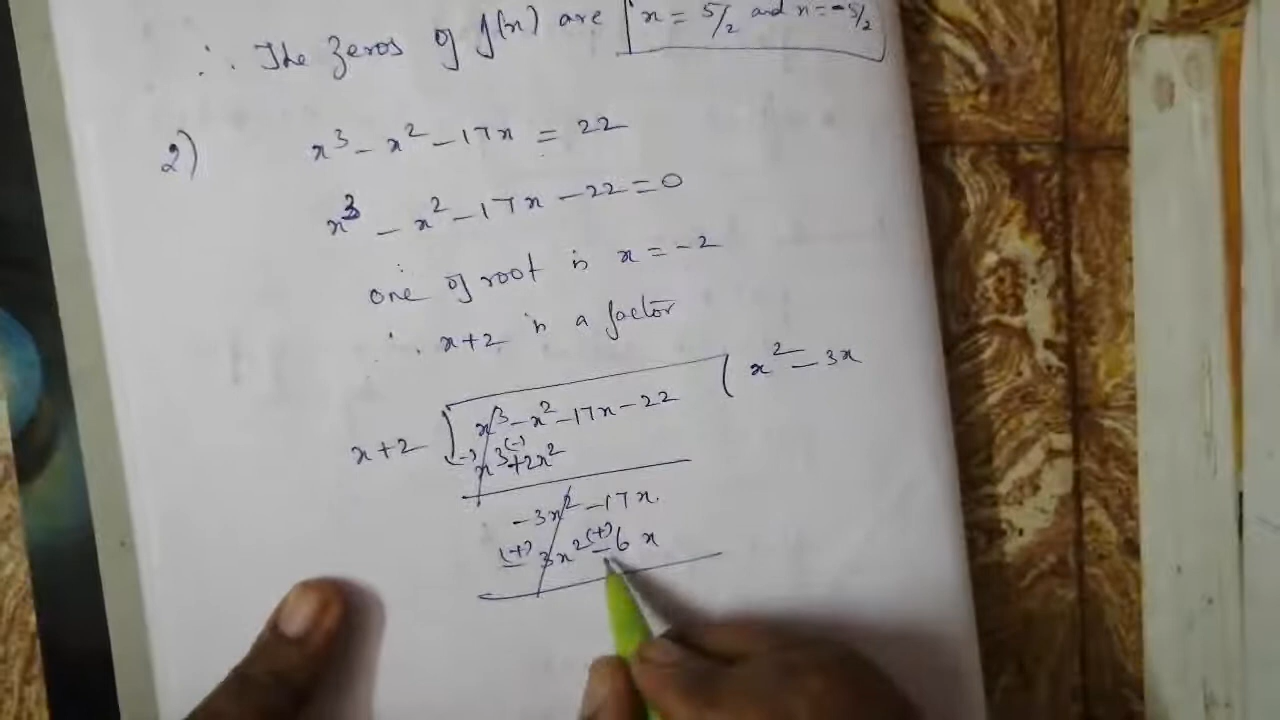 ∴ The zeros of f(x) are x = 5/2 and x = -5/2
2) x³ - x² - 17x = 22
x³ - x² - 17x - 22 = 0
one of root is x = -2
∴ x+2 is a factor
x² - 3x
x+2 ) x³ - x² - 17x - 22 (
(-) x³ (-) +2x²
-3x² - 17x
(+) - 3x² (+) - 6x